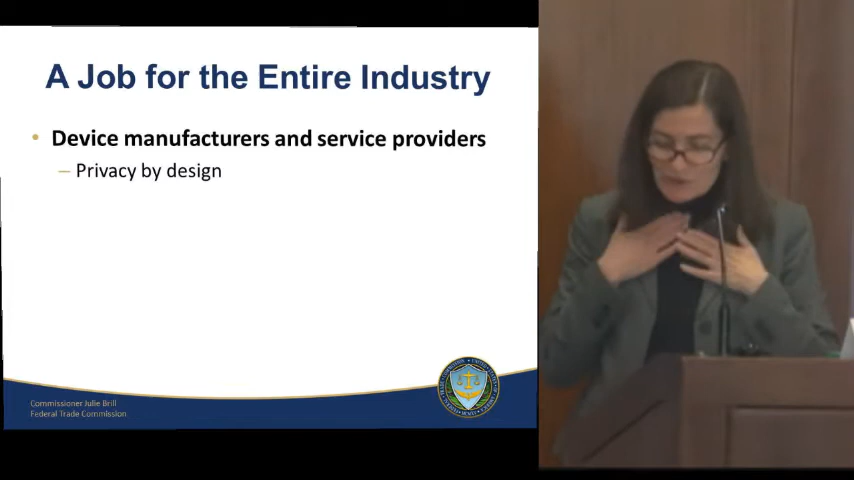 A Job for the Entire Industry
• Device manufacturers and service providers
– Privacy by design
Commissioner Julie Brill
Federal Trade Commission